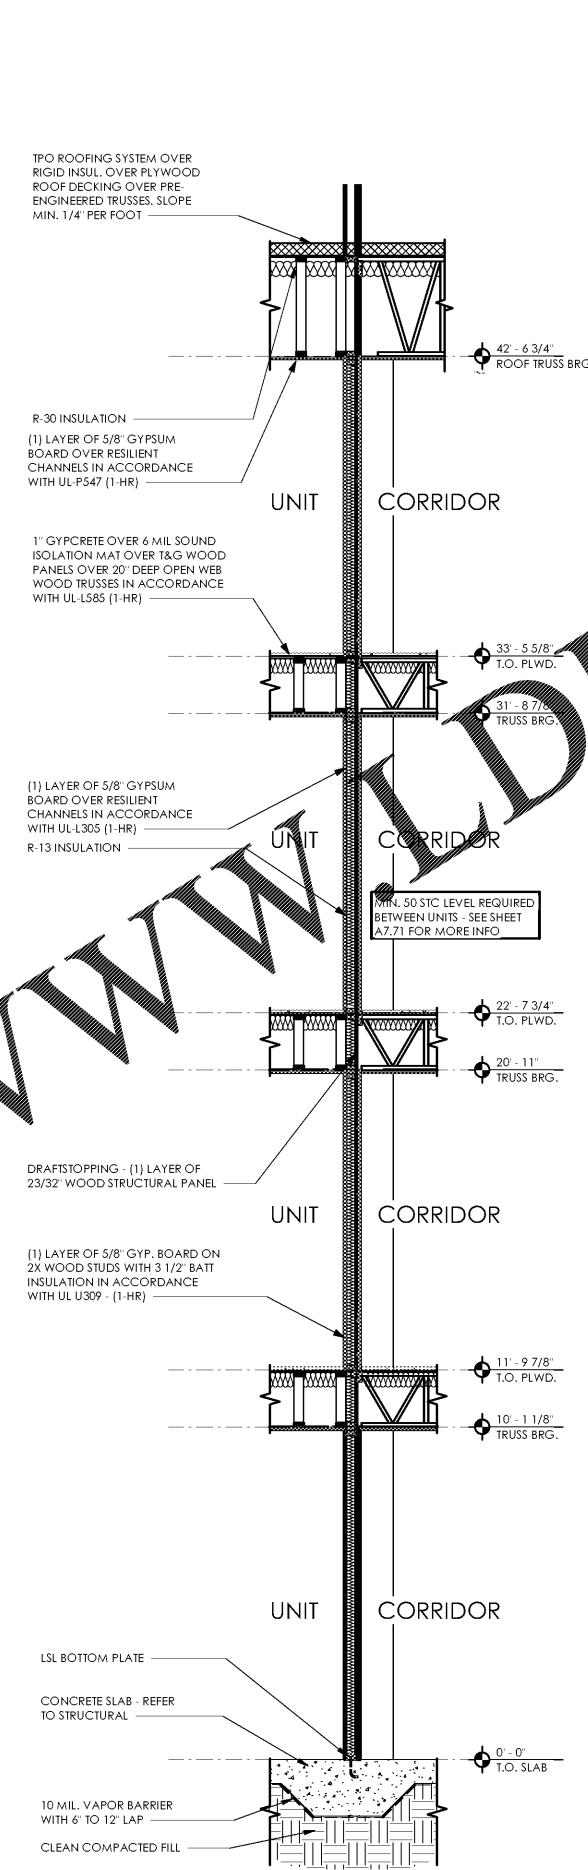 TPO ROOFING SYSTEM OVER
RIGID INSUL. OVER PLYWOOD
ROOF DECKING OVER PRE-
ENGINEERED TRUSSES. SLOPE
MIN. 1/4" PER FOOT
42' - 6 3/4"
ROOF TRUSS BRG
R-30 INSULATION
(1) LAYER OF 5/8" GYPSUM
BOARD OVER RESILIENT
CHANNELS IN ACCORDANCE
WITH UL-P547 (1-HR)
UNIT
CORRIDOR
1" GYPCRETE OVER 6 MIL SOUND
ISOLATION MAT OVER T&G WOOD
PANELS OVER 20" DEEP OPEN WEB
WOOD TRUSSES IN ACCORDANCE
WITH UL-L585 (1-HR)
33' - 5 5/8"
T.O. PLWD.
31' - 8 7/8"
TRUSS BRG.
(1) LAYER OF 5/8" GYPSUM
BOARD OVER RESILIENT
CHANNELS IN ACCORDANCE
WITH UL-L305 (1-HR)
R-13 INSULATION
UNIT
CORRIDOR
MIN. 50 STC LEVEL REQUIRED
BETWEEN UNITS - SEE SHEET
A7.71 FOR MORE INFO
WWW.LD
22' - 7 3/4"
T.O. PLWD.
20' - 11"
TRUSS BRG.
DRAFTSTOPPING - (1) LAYER OF
23/32" WOOD STRUCTURAL PANEL
UNIT
CORRIDOR
(1) LAYER OF 5/8" GYP. BOARD ON
2X WOOD STUDS WITH 3 1/2" BATT
INSULATION IN ACCORDANCE
WITH UL U309 - (1-HR)
11' - 9 7/8"
T.O. PLWD.
10' - 1 1/8"
TRUSS BRG.
UNIT
CORRIDOR
LSL BOTTOM PLATE
CONCRETE SLAB - REFER
TO STRUCTURAL
0' - 0"
T.O. SLAB
10 MIL. VAPOR BARRIER
WITH 6" TO 12" LAP
CLEAN COMPACTED FILL